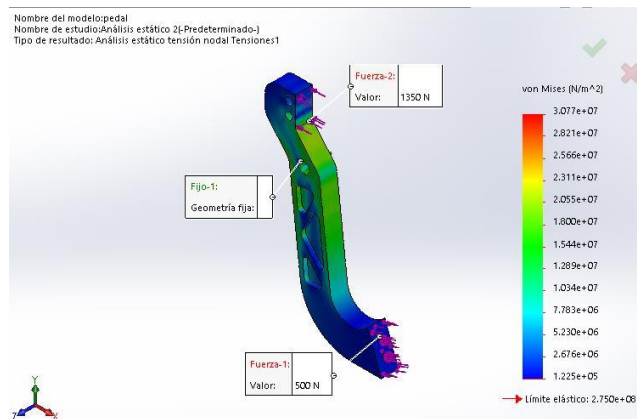 Nombre del modelo:pedal
Nombre de estudio:Análisis estático 2(-Predeterminado-)
Tipo de resultado: Análisis estático tensión nodal Tensiones1
Fuerza-2:
Valor: 1350 N
Fijo-1:
Geometría fija:
Fuerza-1:
Valor: 500 N
von Mises (N/m^2)
3.077e+07
2.821e+07
2.566e+07
2.311e+07
2.055e+07
1.800e+07
1.544e+07
1.289e+07
1.034e+07
7.783e+06
5.230e+06
2.676e+06
1.225e+05
Límite elástico: 2.750e+08
Y
Z
X